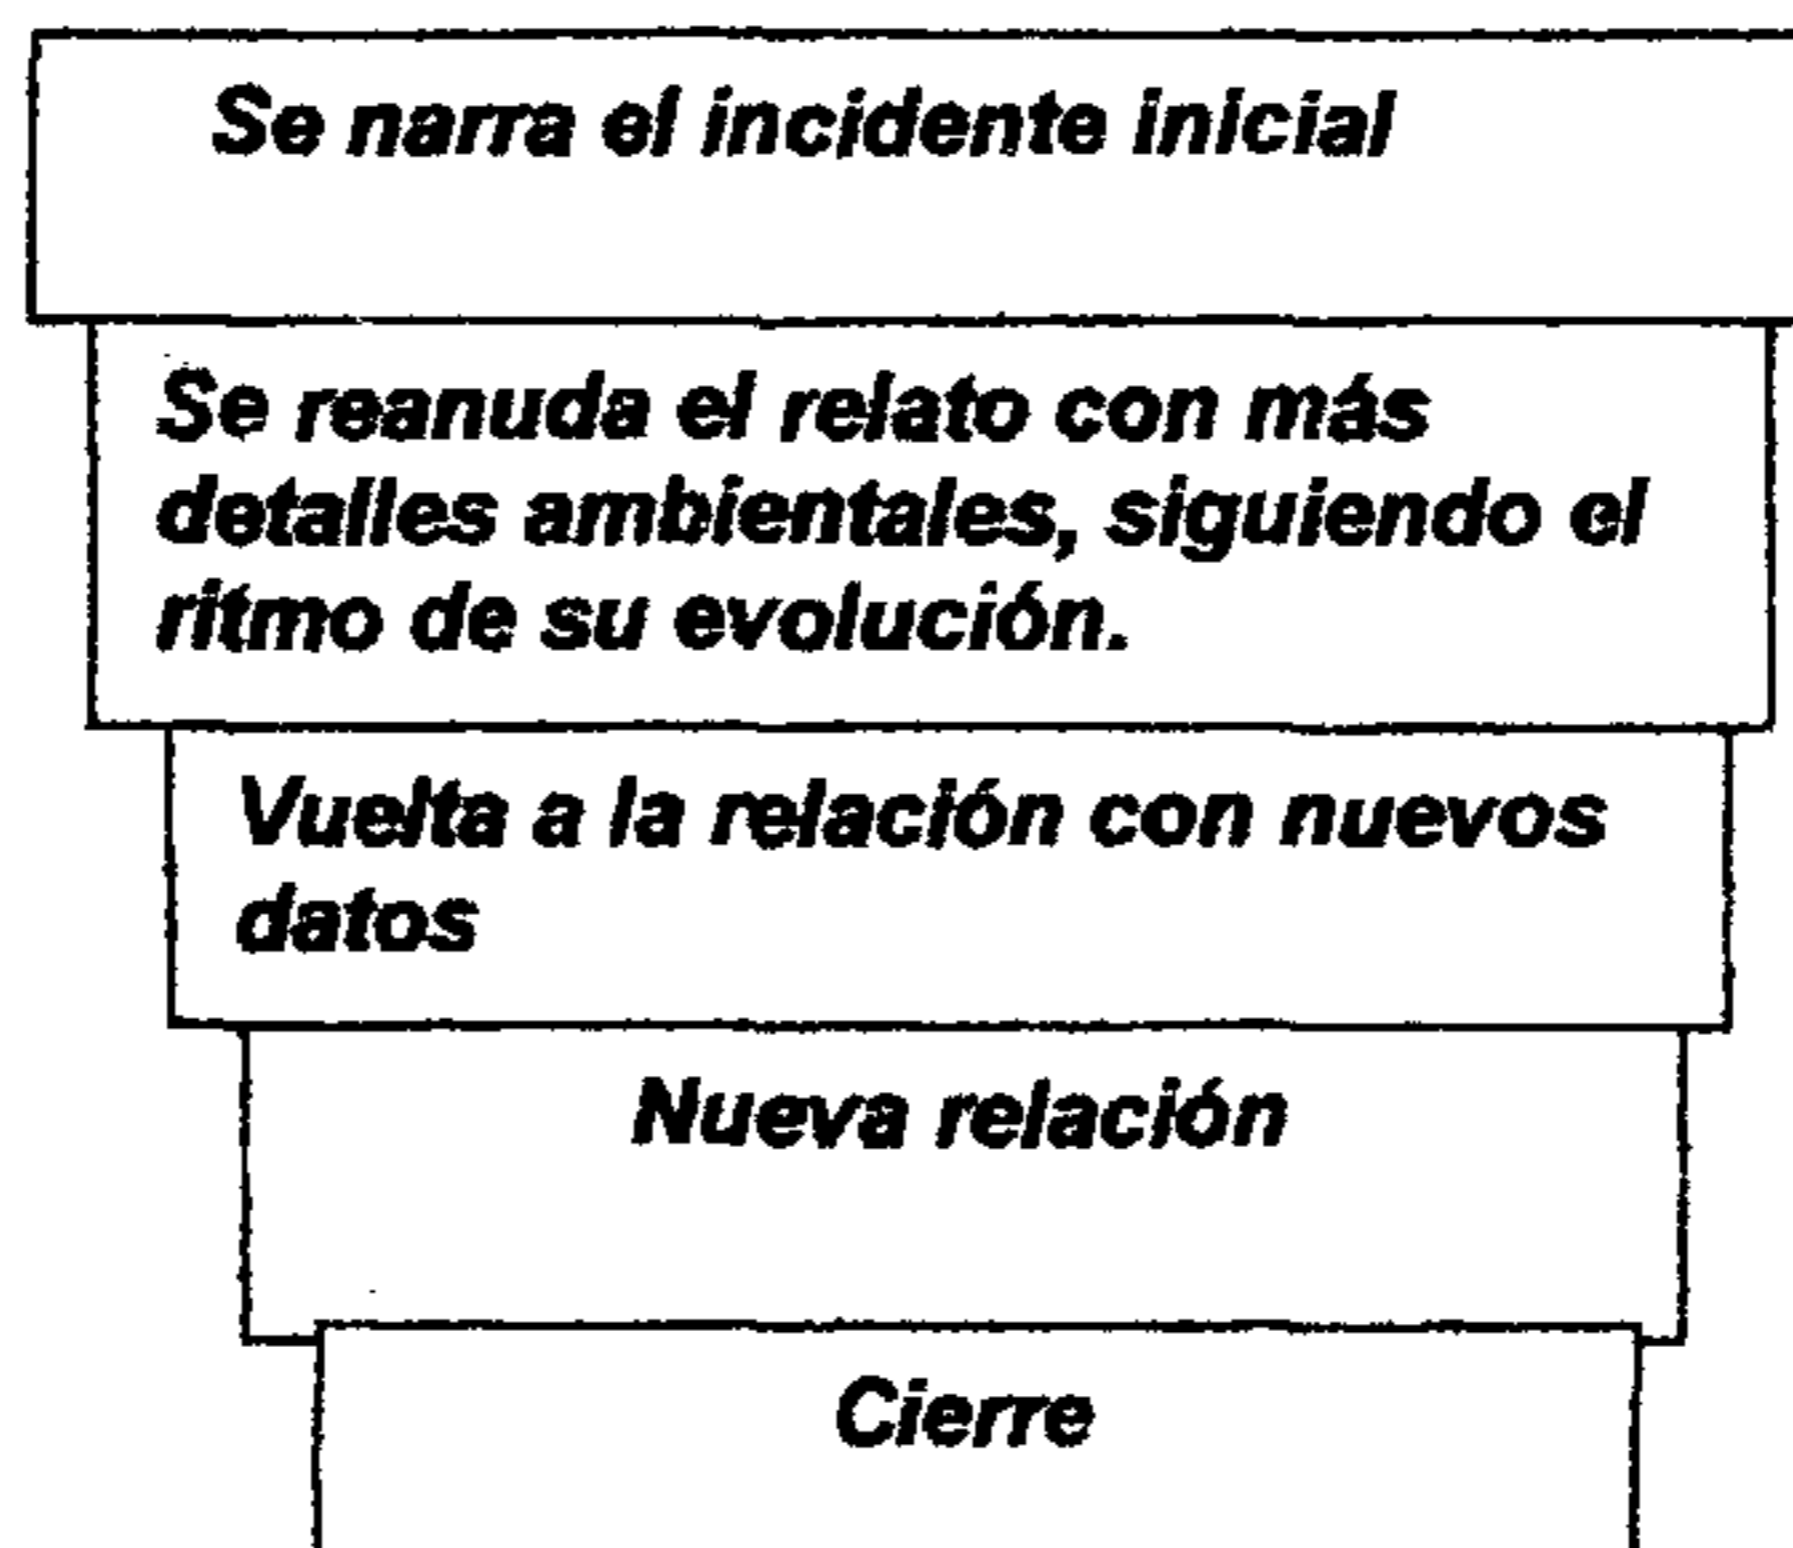 Se narra el incidente inicial
Se reanuda el relato con más
detalles ambientales, siguiendo el
ritmo de su evolución.
Vuelta a la relación con nuevos
datos
Nueva relación
Cierre